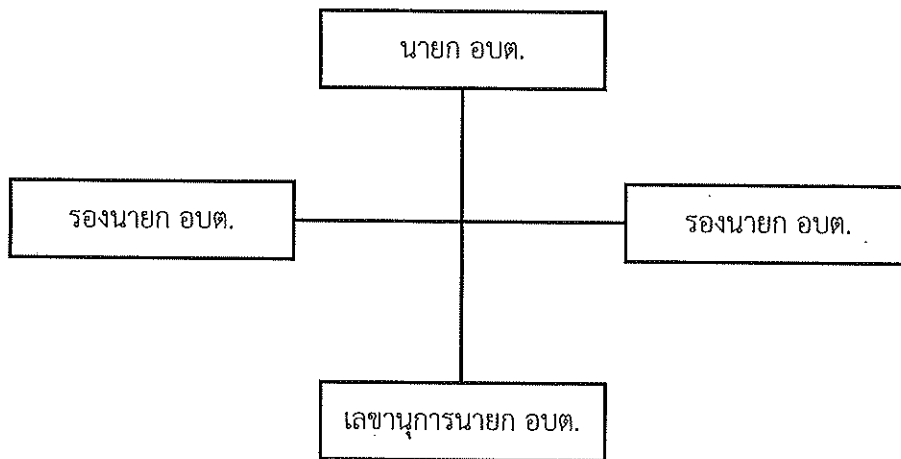 นายก อบต.
รองนายก อบต.
รองนายก อบต.
เลขานุการนายก อบต.